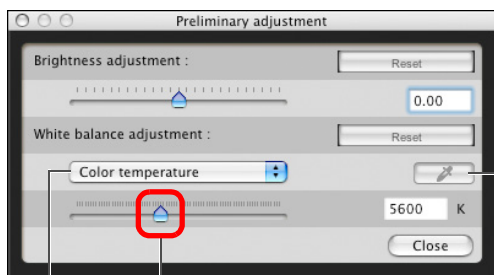 Preliminary adjustment
Brightness adjustment : Reset
0.00
White balance adjustment : Reset
Color temperature
5600 K
Close